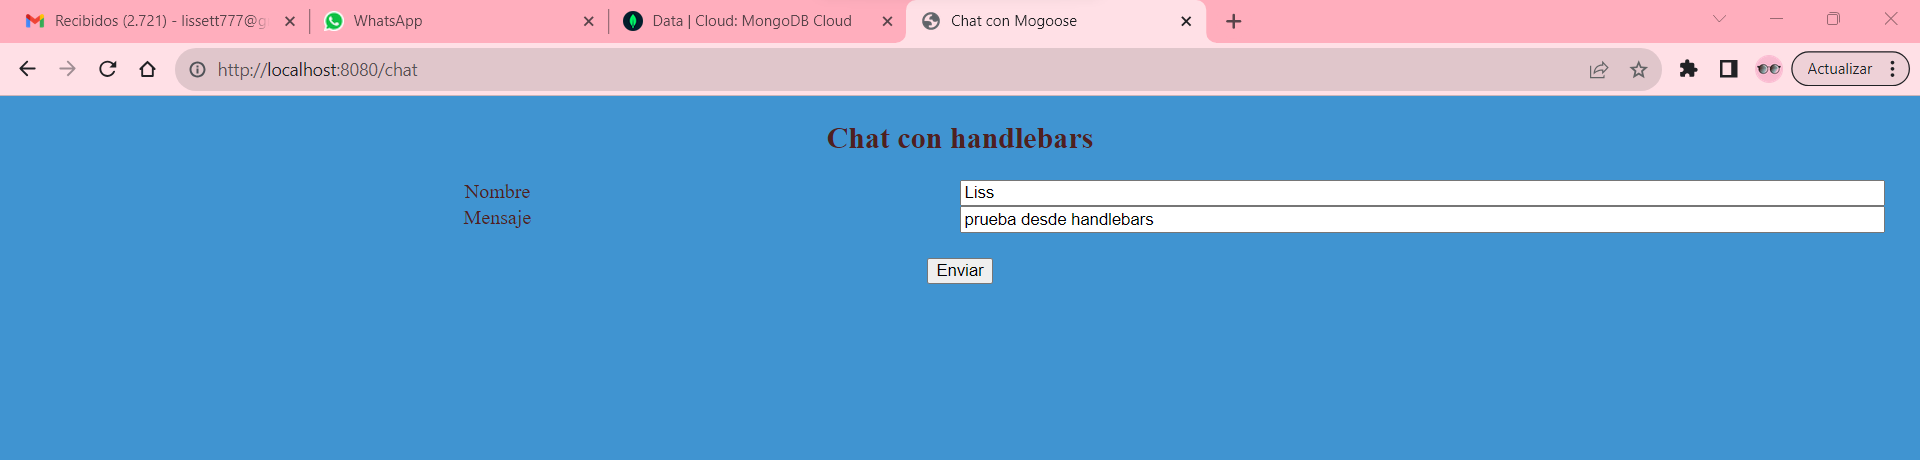 Recibidos (2.721) - lissett777@g
WhatsApp
Data | Cloud: MongoDB Cloud
Chat con Mogoose
http://localhost:8080/chat
Actualizar
Chat con handlebars
Nombre
Liss
Mensaje
prueba desde handlebars
Enviar